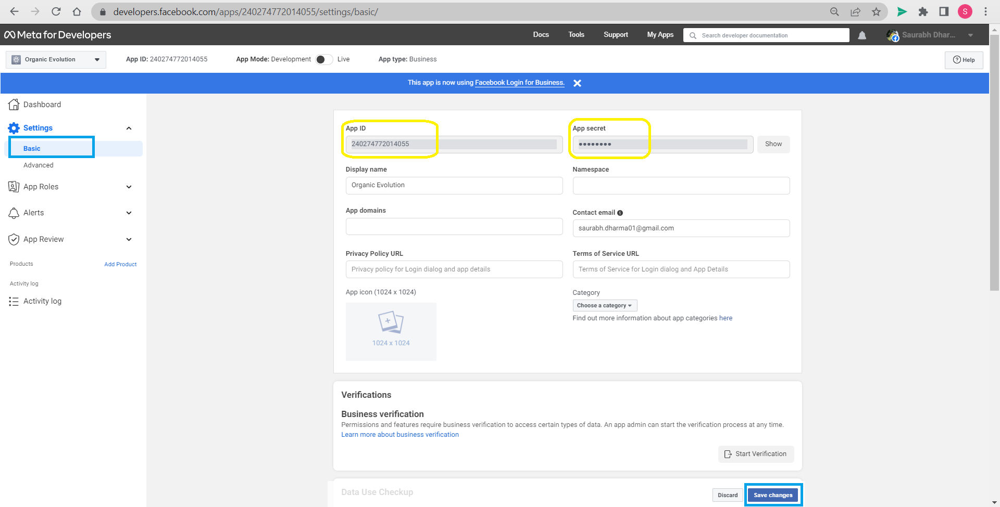 developers.facebook.com/apps/240274772014055/settings/basic/
S
Meta for Developers
Docs Tools Support My Apps Search developer documentation Saurabh Dhar...
Organic Evolution App ID: 240274772014055 App Mode: Development Live App type: Business Help
This app is now using Facebook Login for Business.
Dashboard
Settings
Basic
Advanced
App Roles
Alerts
App Review
Products Add Product
Activity log
Activity log
App ID App secret
240274772014055 •••••••• Show
Display name Namespace
Organic Evolution
App domains Contact email
saurabh.dharma01@gmail.com
Privacy Policy URL Terms of Service URL
Privacy policy for Login dialog and app details Terms of Service for Login dialog and App Details
App icon (1024 x 1024) Category
Choose a category
Find out more information about app categories here
1024 x 1024
Verifications
Business verification
Permissions and features require business verification to access certain types of data. An app admin can start the verification process at any time.
Learn more about business verification
Start Verification
Data Use Checkup
Discard Save changes